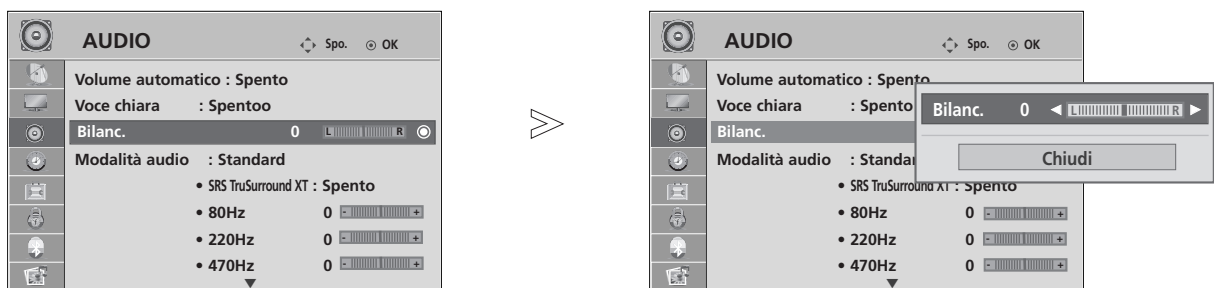 AUDIO
Spo. OK
Volume automatico : Spento
Voce chiara : Spentoo
Bilanc. 0 L R
Modalità audio : Standard
• SRS TruSurround XT : Spento
• 80Hz 0 - +
• 220Hz 0 - +
• 470Hz 0 - +
AUDIO
Spo. OK
Volume automatico : Spento
Voce chiara : Spento
Bilanc.
Modalità audio : Standar
• SRS TruSurround XT : Spento
• 80Hz 0 - +
• 220Hz 0 - +
• 470Hz 0 - +
Bilanc. 0 L R
Chiudi